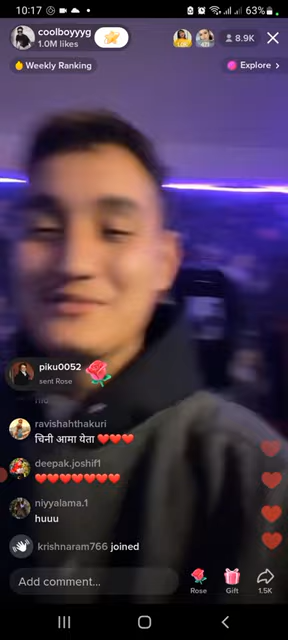 10:17
63%
coolboyyyg
1.0M likes
8.9K
Weekly Ranking
Explore >
piku0052
sent Rose
ravishahthakuri
चिनी आमा येता ❤️❤️❤️
deepak.joshif1
❤️❤️❤️❤️❤️❤️❤️
niyyalama.1
huuu
krishnaram766 joined
Add comment...
Rose
Gift
1.5K